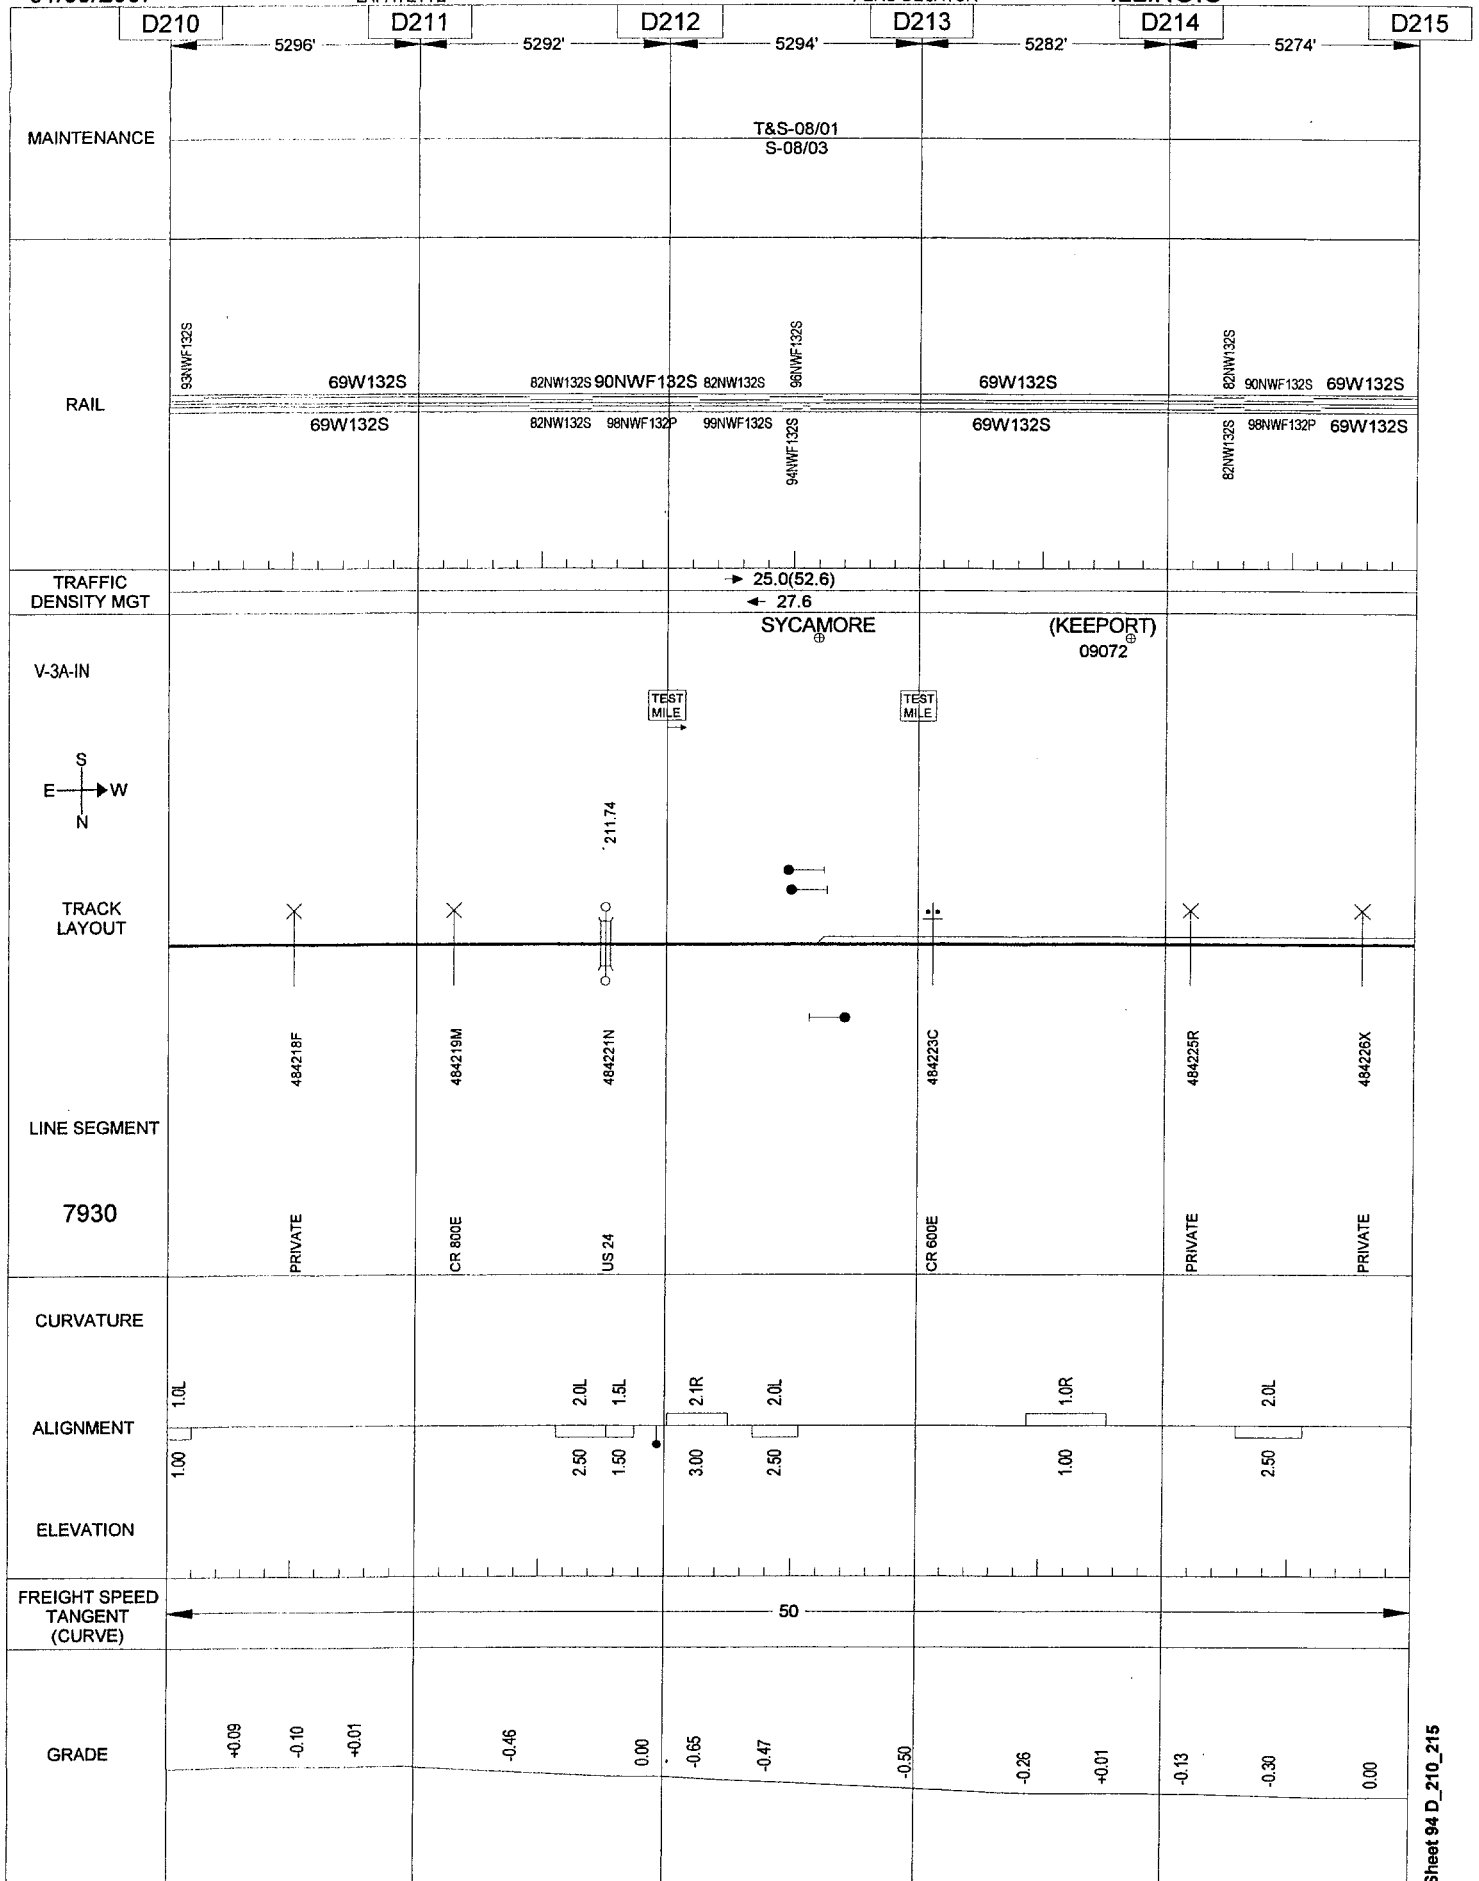 ILLINOIS
D210 D211 D212 D213 D214 D215
5296' 5292' 5294' 5282' 5274'
MAINTENANCE
T&S-08/01
S-08/03
RAIL
93NWF132S 96NWF132S 82NW132S
69W132S 82NW132S 90NWF132S 82NW132S 69W132S 90NWF132S 69W132S
69W132S 82NW132S 98NWF132P 99NWF132S 69W132S 98NWF132P 69W132S
94NWF132S 82NW132S
TRAFFIC
DENSITY MGT
25.0(52.6)
27.6
SYCAMORE (KEEPORT)
09072
V-3A-IN
TEST
MILE
TEST
MILE
S
E W
N
211.74
TRACK
LAYOUT
484218F 484219M 484221N 484223C 484225R 484226X
LINE SEGMENT
7930
PRIVATE CR 800E US 24 CR 600E PRIVATE PRIVATE
CURVATURE
1.0L 2.0L 1.5L 2.1R 2.0L 1.0R 2.0L
ALIGNMENT
1.00 2.50 1.50 3.00 2.50 1.00 2.50
ELEVATION
FREIGHT SPEED
TANGENT
(CURVE)
50
GRADE
+0.09 -0.10 +0.01 -0.46 0.00 -0.65 -0.47 -0.50 -0.26 +0.01 -0.13 -0.30 0.00
Sheet 94 D_210_215